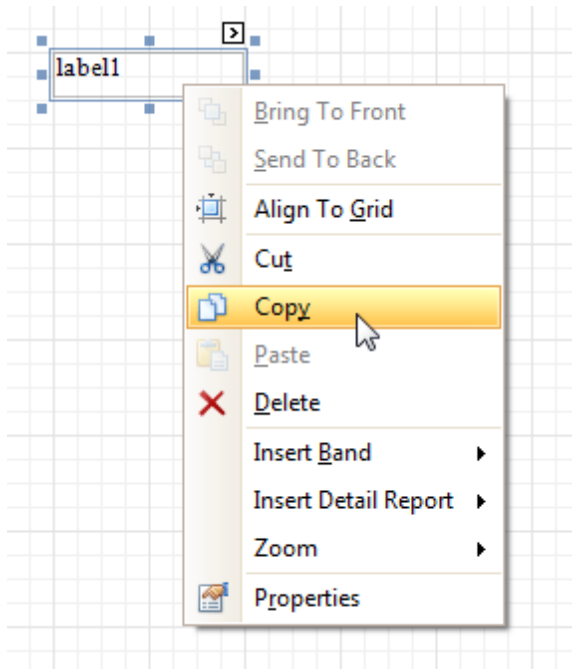 label1
Bring To Front
Send To Back
Align To Grid
Cut
Copy
Paste
Delete
Insert Band
Insert Detail Report
Zoom
Properties